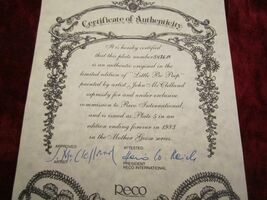 Certificate of Authenticity
It is hereby certified
that this plate number
is an authentic original in the
limited edition of "Little Bo Peep"
painted by artist, John McClelland
expressly for and under exclusive
commission to Reco International,
and is issued as Plate 5 in an
edition ending forever in 1983
in the Mother Goose series.
APPROVED
ATTESTED
J. McClelland
PRESIDENT
RECO INTERNATIONAL
Reco